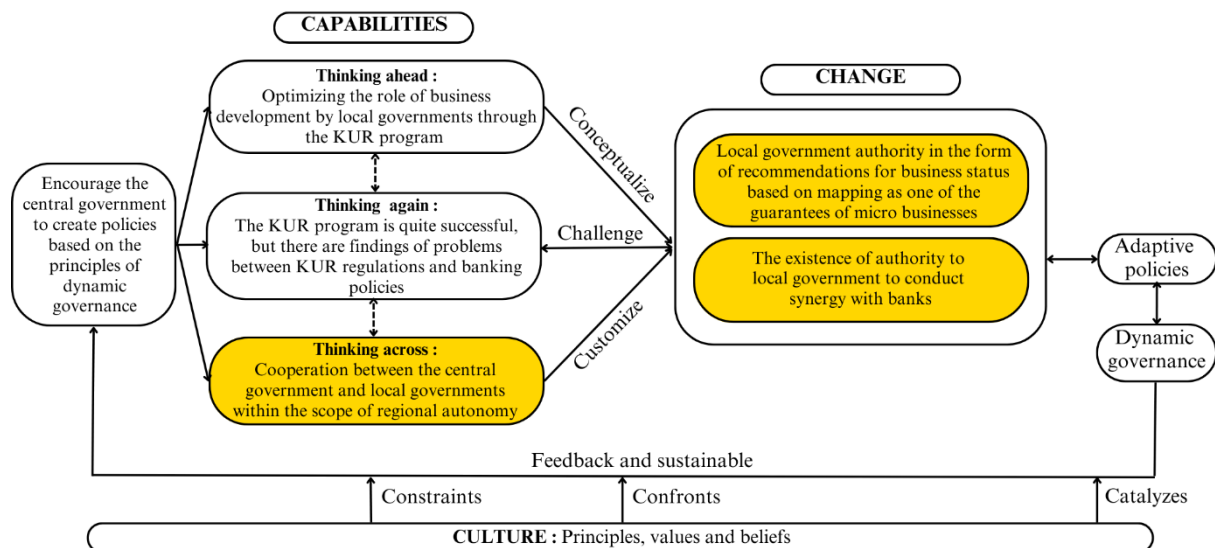 CAPABILITIES
CHANGE
Thinking ahead :
Optimizing the role of business
development by local governments through
the KUR program
Encourage the
central government
to create policies
based on the
principles of
dynamic
governance
Thinking again :
The KUR program is quite successful,
but there are findings of problems
between KUR regulations and banking
policies
Thinking across :
Cooperation between the central
government and local governments
within the scope of regional autonomy
Conceptualize
Challenge
Customize
Local government authority in the form
of recommendations for business status
based on mapping as one of the
guarantees of micro businesses
The existence of authority to
local government to conduct
synergy with banks
Adaptive
policies
Dynamic
governance
Feedback and sustainable
Constraints
Confronts
Catalyzes
CULTURE : Principles, values and beliefs